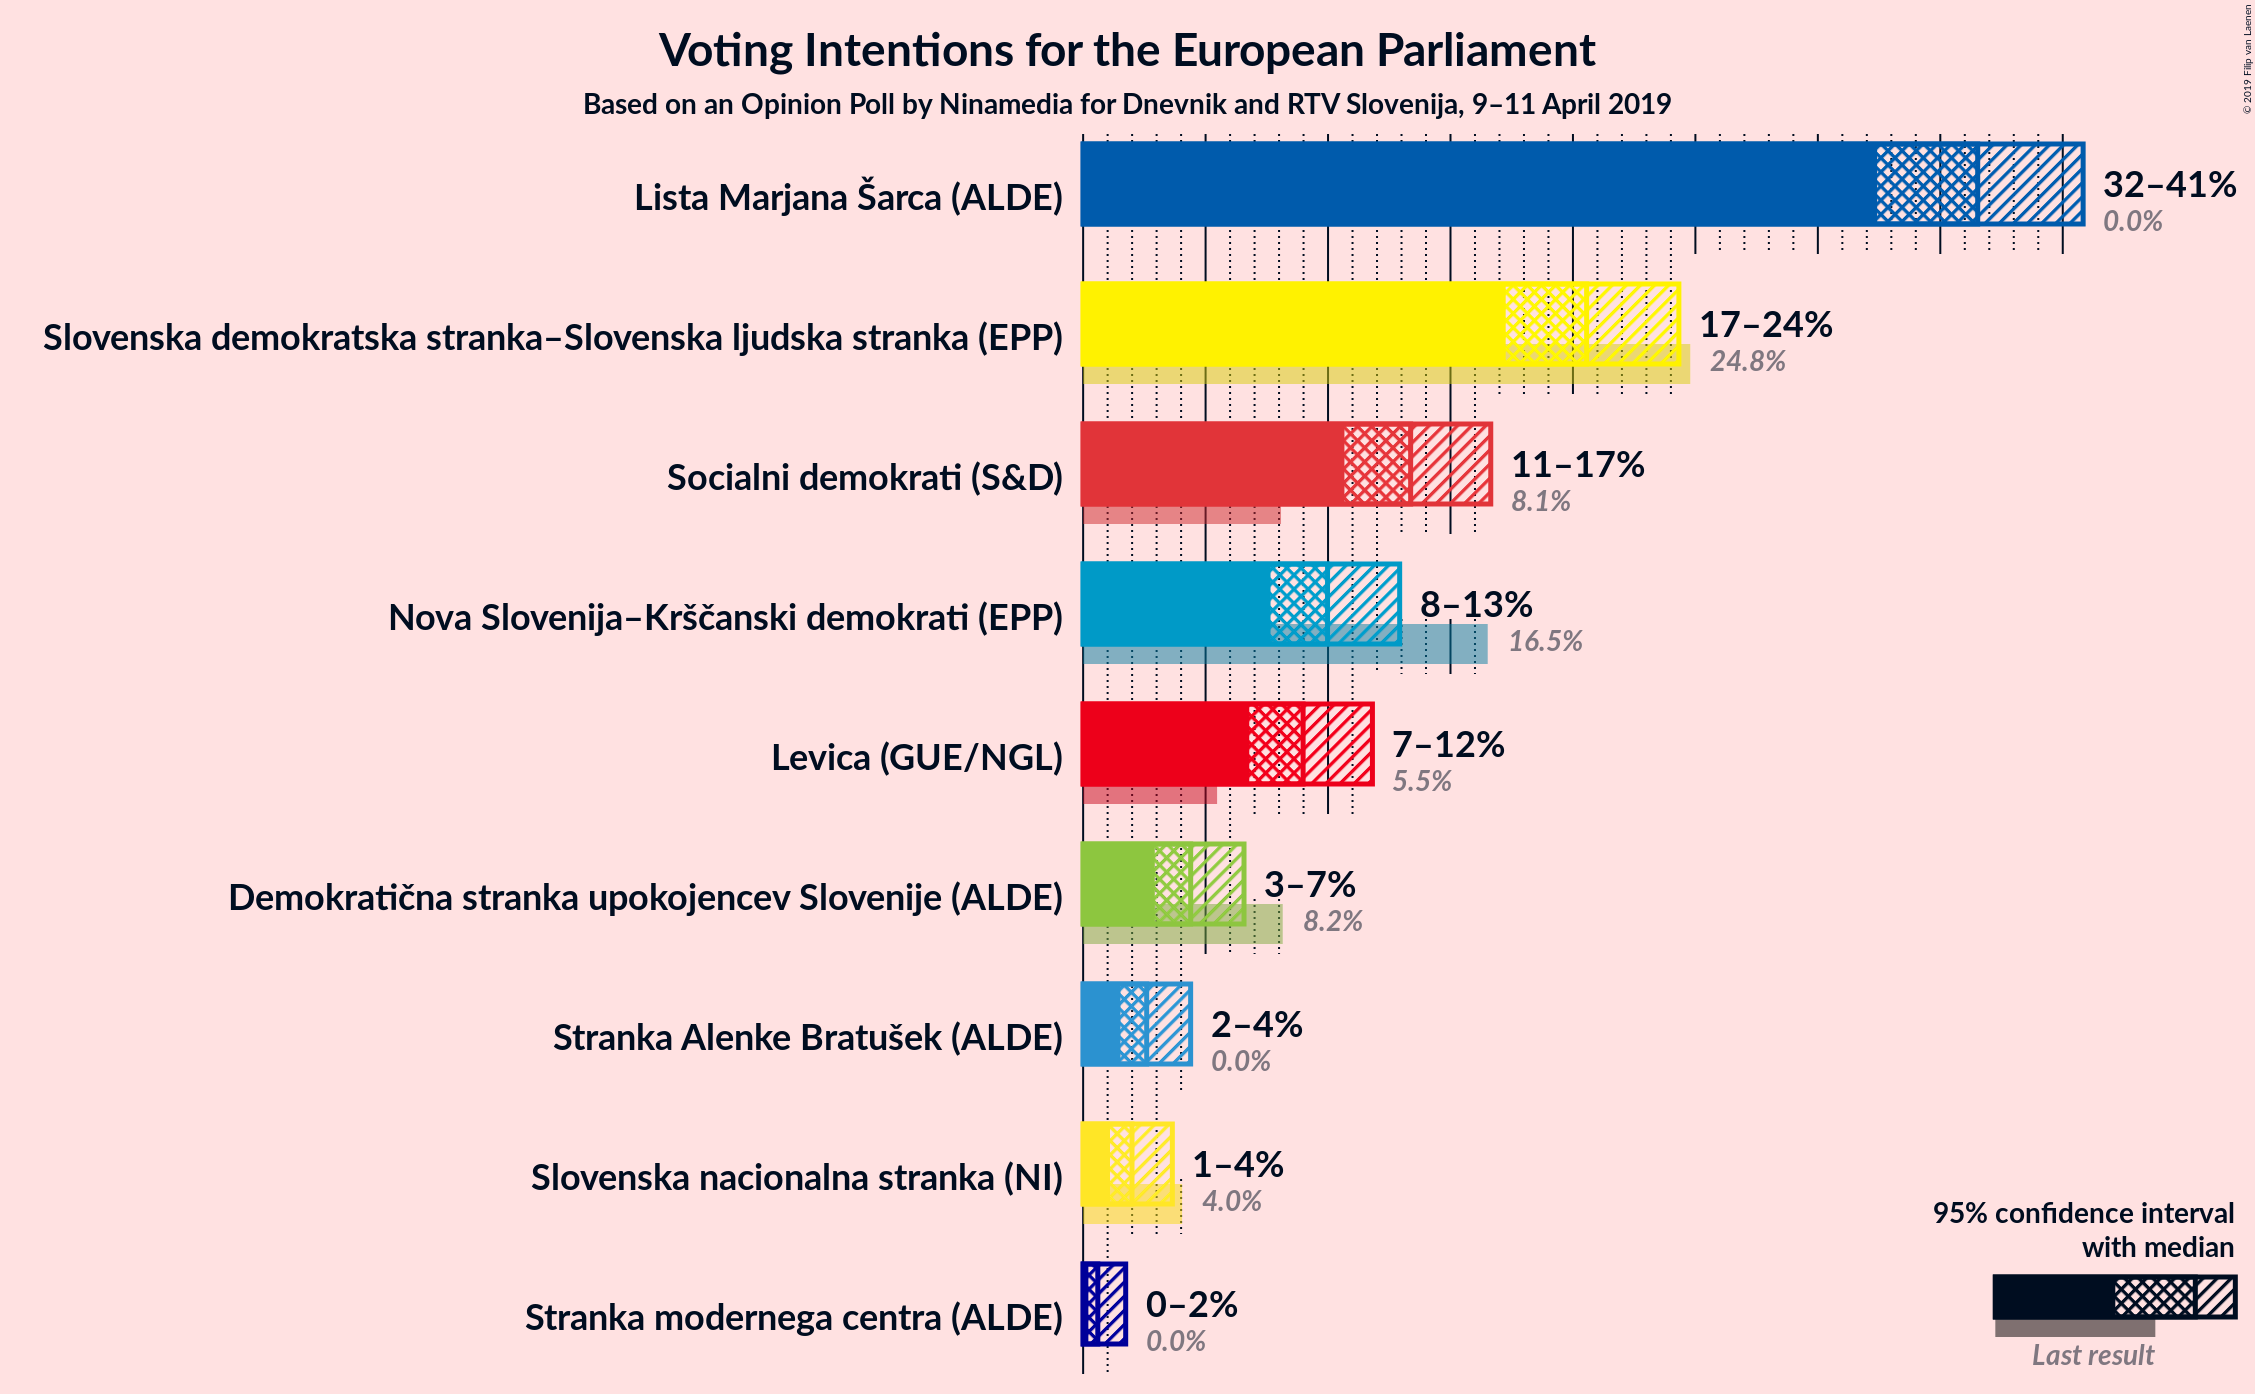 Voting Intentions for the European Parliament
Based on an Opinion Poll by Ninamedia for Dnevnik and RTV Slovenija, 9–11 April 2019
© 2019 Filip van Laenen
Lista Marjana Šarca (ALDE)
32–41%
0.0%
Slovenska demokratska stranka–Slovenska ljudska stranka (EPP)
17–24%
24.8%
Socialni demokrati (S&D)
11–17%
8.1%
Nova Slovenija–Krščanski demokrati (EPP)
8–13%
16.5%
Levica (GUE/NGL)
7–12%
5.5%
Demokratična stranka upokojencev Slovenije (ALDE)
3–7%
8.2%
Stranka Alenke Bratušek (ALDE)
2–4%
0.0%
Slovenska nacionalna stranka (NI)
1–4%
4.0%
Stranka modernega centra (ALDE)
0–2%
0.0%
95% confidence interval
with median
Last result